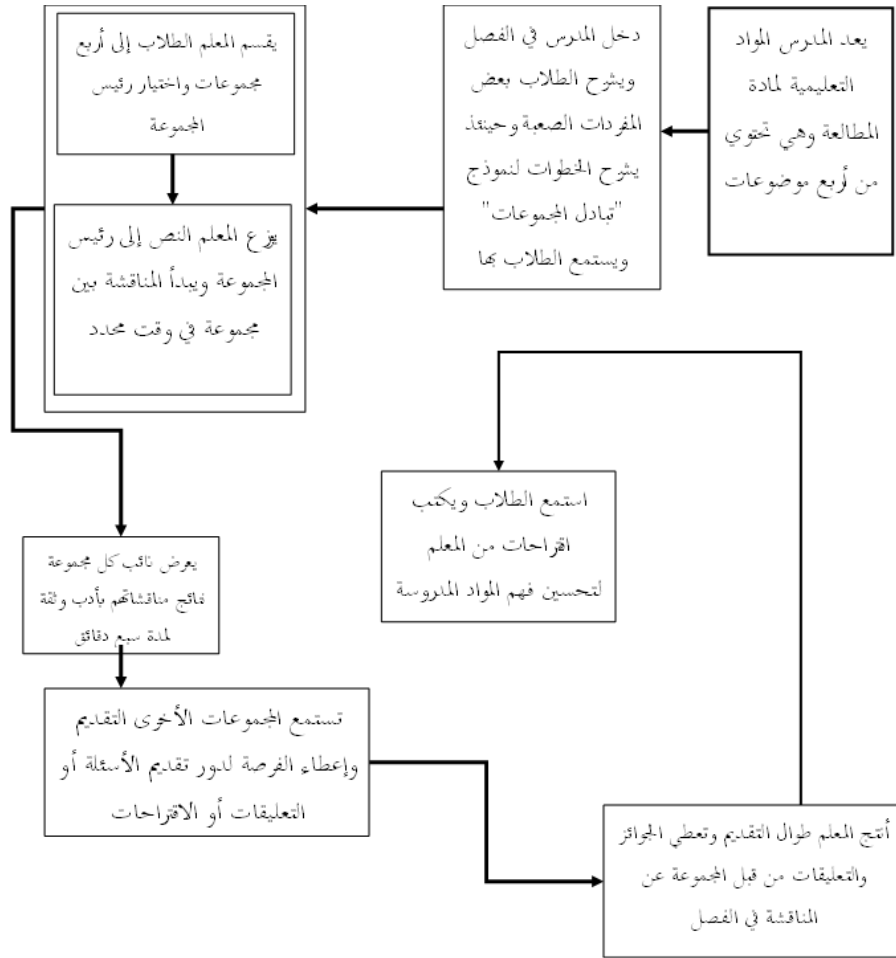 يعد المدرس المواد
التعليمية لمادة
المطالعة وهي تحتوي
من أربع موضوعات
دخل المدرس في الفصل
ويشرح الطلاب بعض
المفردات الصعبة وحينئذ
يشرح الخطوات لنموذج
"تبادل المجموعات"
ويستمع الطلاب بها
يقسم المعلم الطلاب إلى أربع
مجموعات واختيار رئيس
المجموعة
المعلم النص إلى رئيس
المجموعة ويبدأ المناقشة بين
مجموعة في وقت محدد
يعرض نائب كل مجموعة
نتائج مناقشاتهم بأدب وثقة
لمدة سبع دقائق
تستمع المجموعات الأخرى التقديم
وإعطاء الفرصة لدور تقديم الأسئلة أو
التعليقات أو الاقتراحات
أنتج المعلم طوال التقديم وتعطي الجوائز
والتعليقات من قبل المجموعة عن
المناقشة في الفصل
استمع الطلاب ويكتب
اقتراحات من المعلم
لتحسين فهم المواد المدروسة